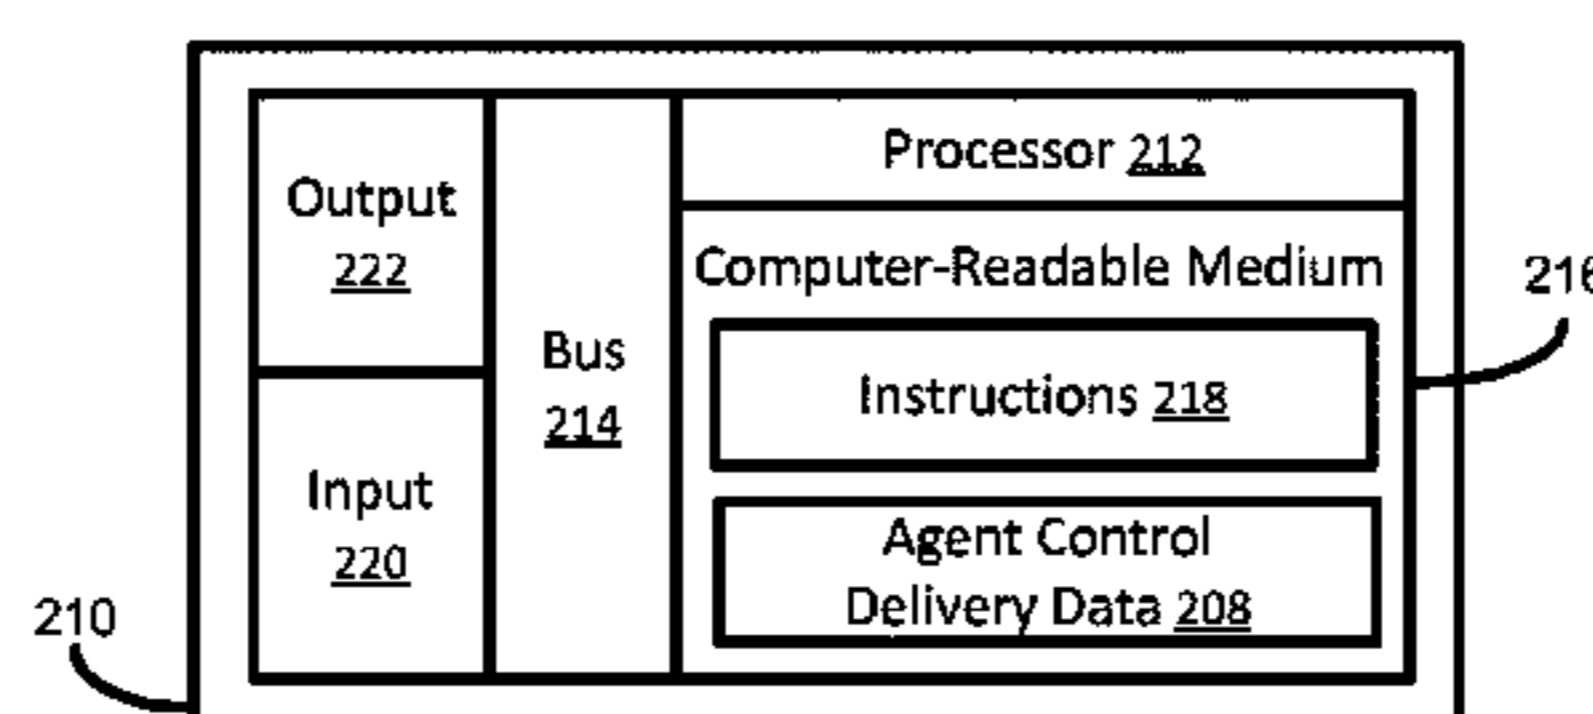 Output
222
Input
220
Bus
214
Processor 212
Computer-Readable Medium
Instructions 218
Agent Control
Delivery Data 208
216
210